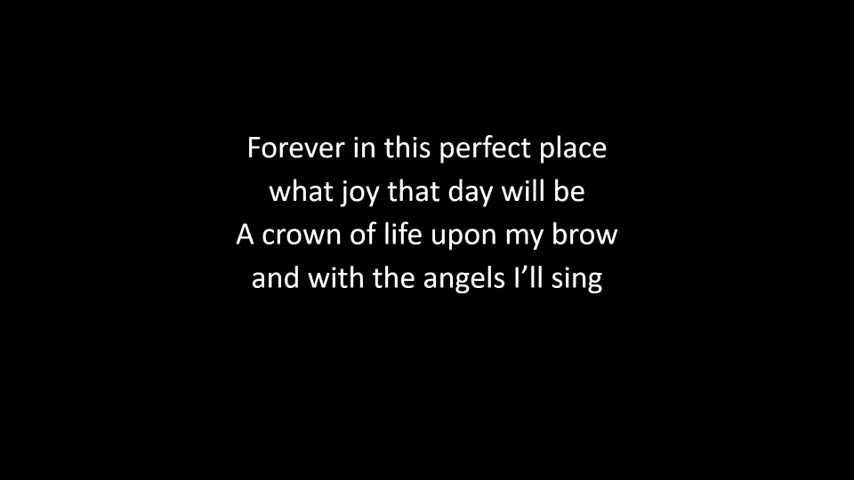 Forever in this perfect place
what joy that day will be
A crown of life upon my brow
and with the angels I’ll sing